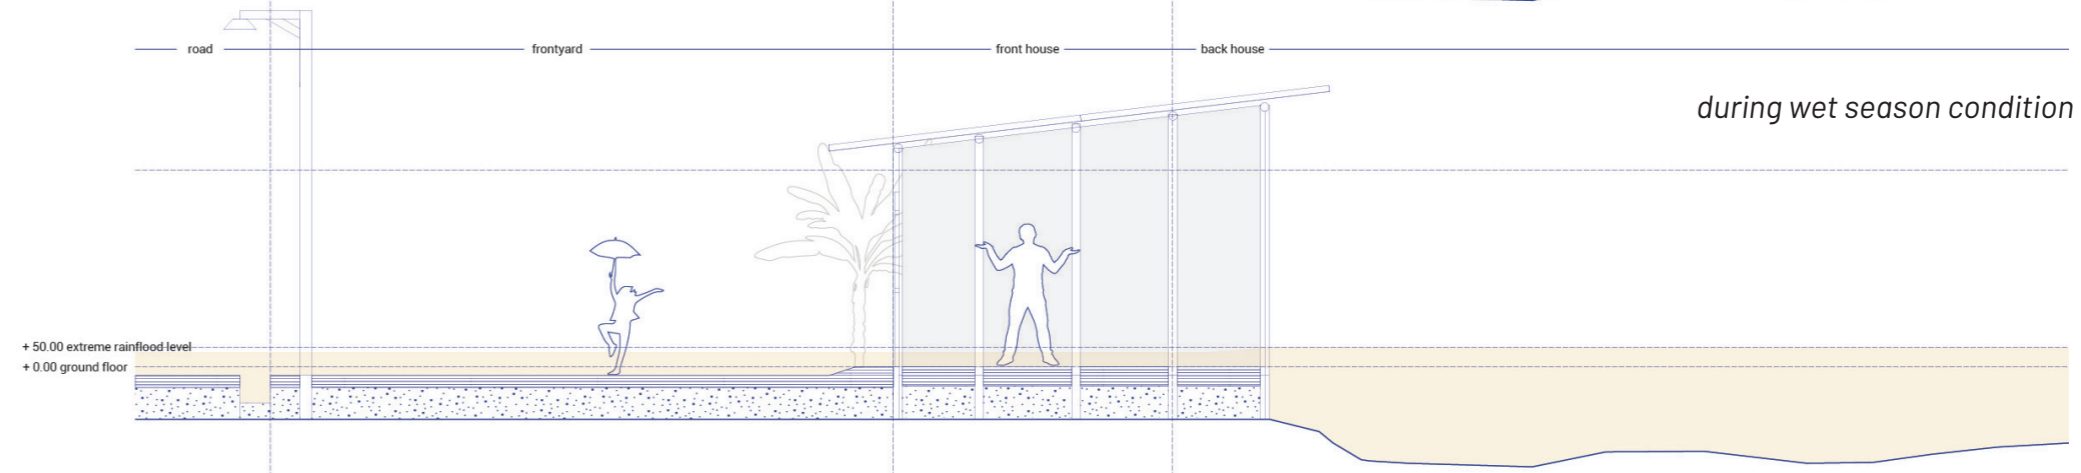 road
frontyard
front house
back house
during wet season condition
+ 50.00 extreme rainflood level
+ 0.00 ground floor